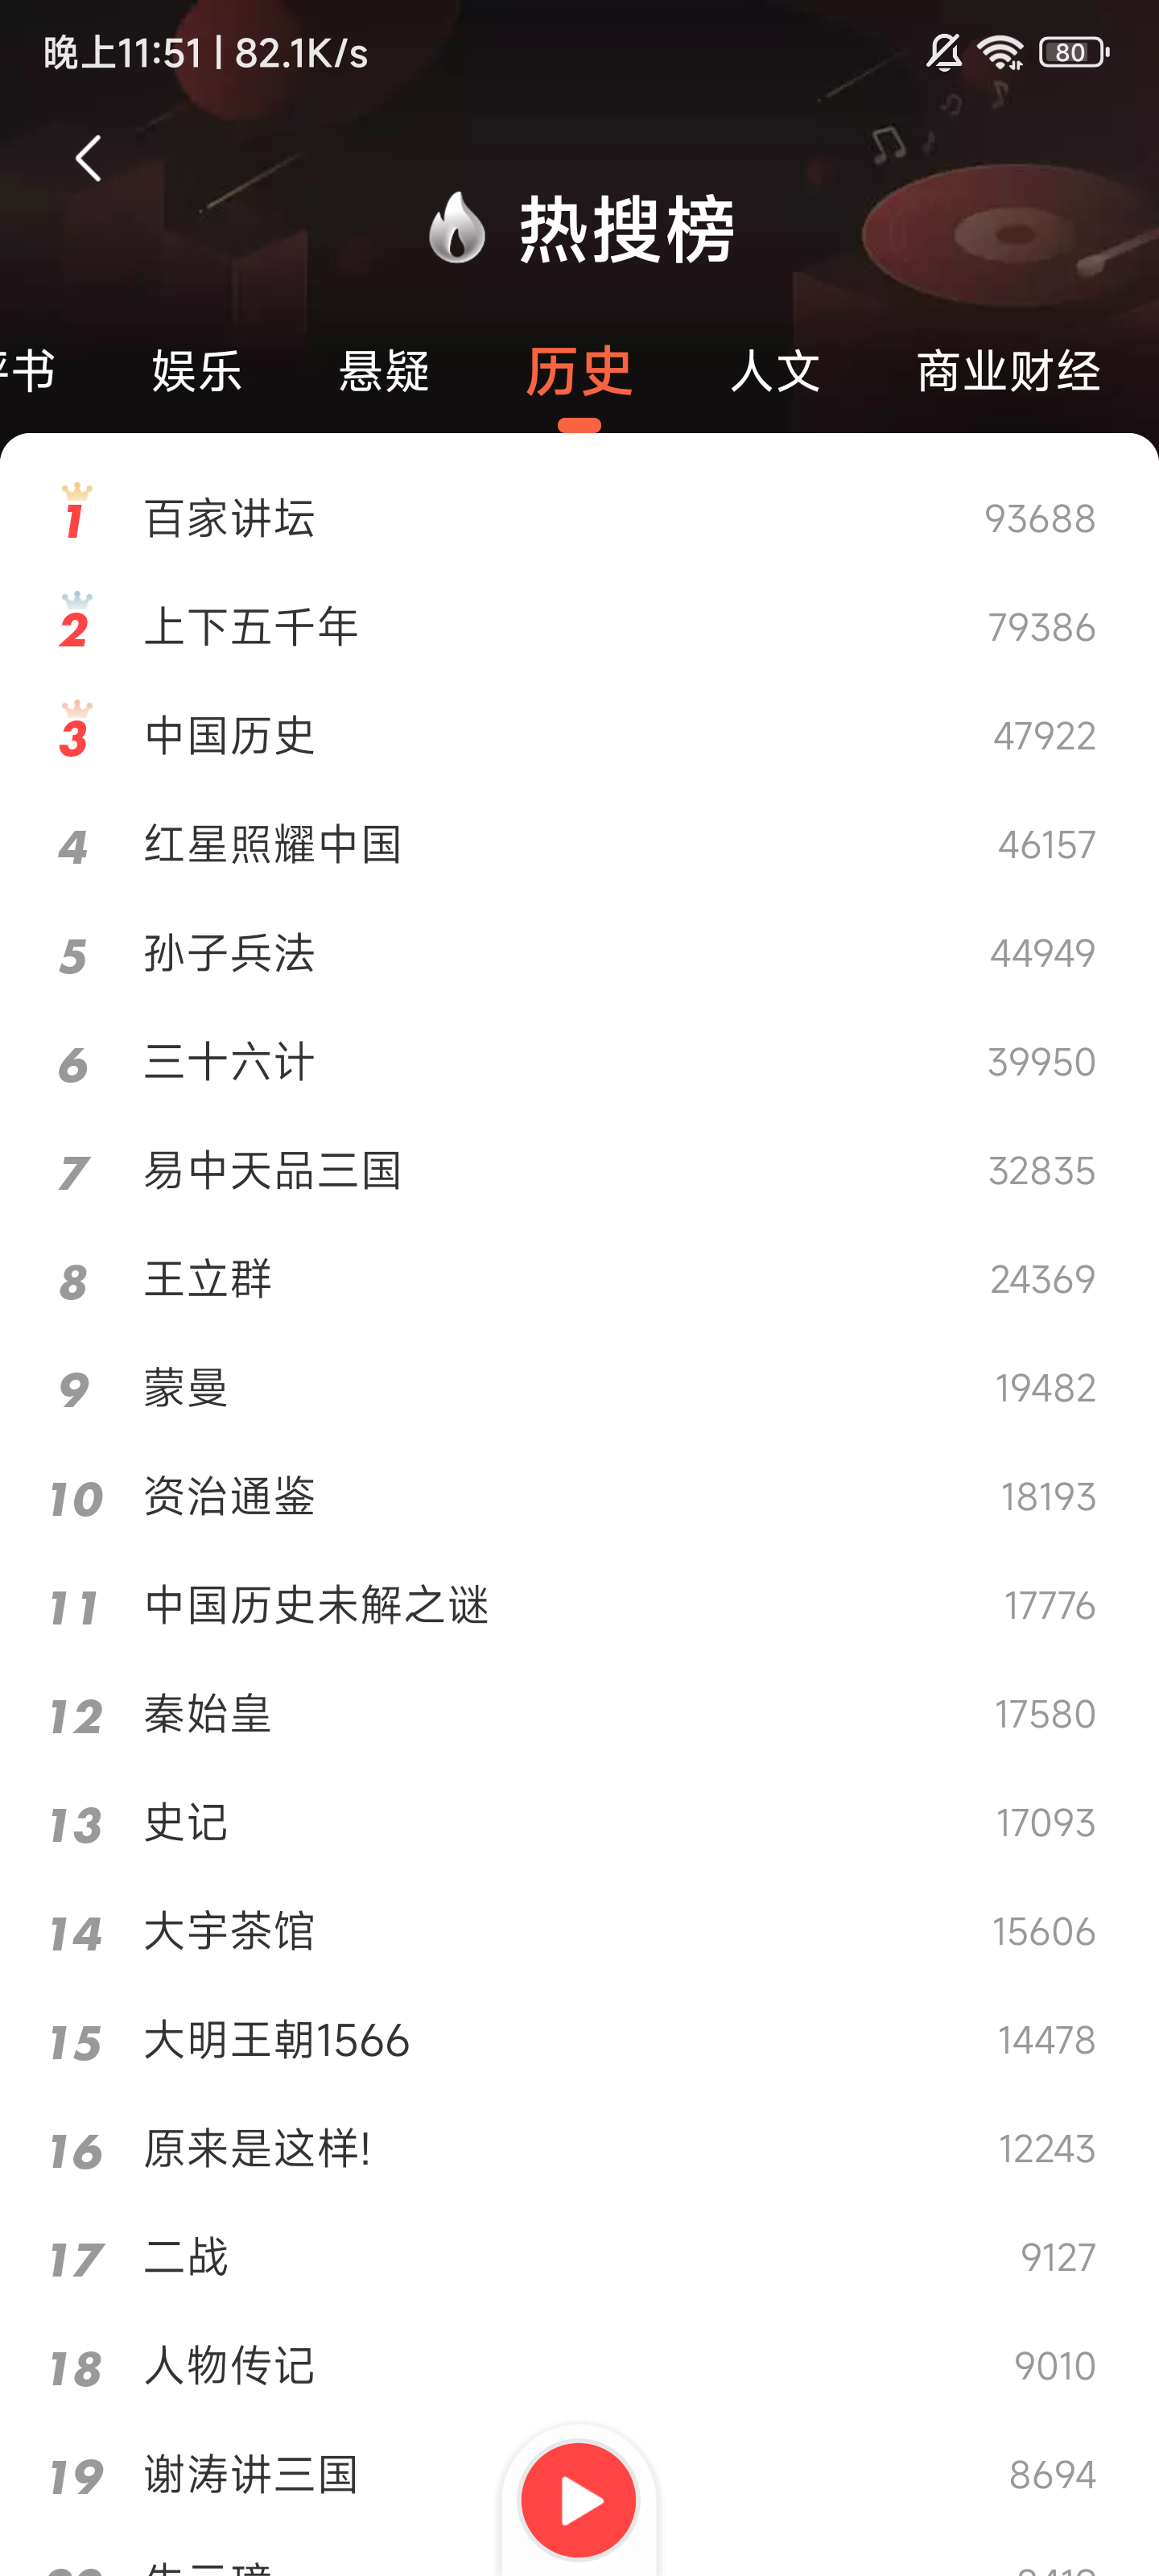 晚上11:51 | 82.1K/s 80
热搜榜
书 娱乐 悬疑 历史 人文 商业财经
1 百家讲坛 93688
2 上下五千年 79386
3 中国历史 47922
4 红星照耀中国 46157
5 孙子兵法 44949
6 三十六计 39950
7 易中天品三国 32835
8 王立群 24369
9 蒙曼 19482
10 资治通鉴 18193
11 中国历史未解之谜 17776
12 秦始皇 17580
13 史记 17093
14 大宇茶馆 15606
15 大明王朝1566 14478
16 原来是这样! 12243
17 二战 9127
18 人物传记 9010
19 谢涛讲三国 8694